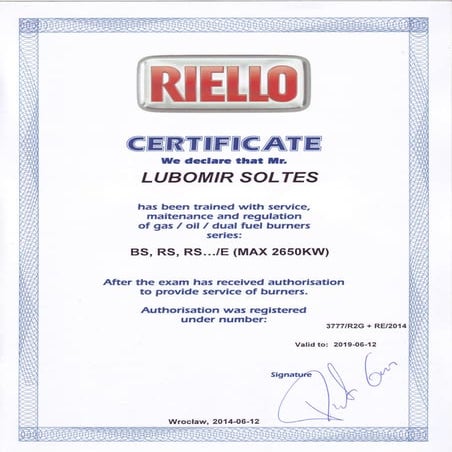 RIELLO
CERTIFICATE
We declare that Mr.
LUBOMIR SOLTES
has been trained with service,
maitenance and regulation
of gas / oil / dual fuel burners
series:
BS, RS, RS.../E (MAX 2650KW)
After the exam has received authorisation
to provide service of burners.
Authorisation was registered
under number:
3777/R2G + RE/2014
Valid to: 2019-06-12
Signature
Wrocław, 2014-06-12